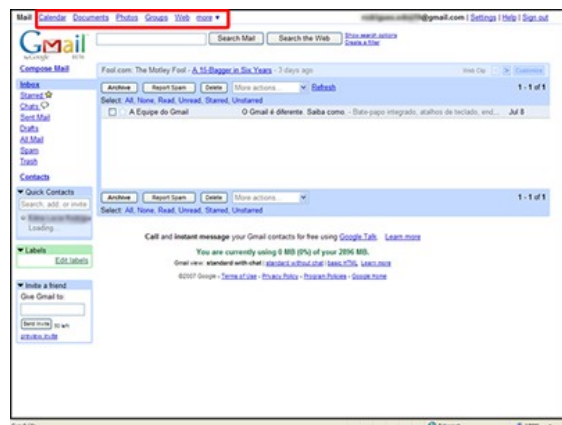 Mail Calendar Documents Photos Groups Web more ▼
@gmail.com | Settings | Help | Sign out
Gmail
by Google BETA
Search Mail Search the Web Show search options
Create a filter
Compose Mail
Fool.com: The Motley Fool - A 15-Bagger in Six Years - 3 days ago Web Clip < > Customize
Inbox
Starred
Chats
Sent Mail
Drafts
All Mail
Spam
Trash
Contacts
Archive Report Spam Delete More actions... Refresh 1 - 1 of 1
Select: All, None, Read, Unread, Starred, Unstarred
A Equipe do Gmail O Gmail é diferente. Saiba como. - Bate-papo integrado, atalhos de teclado, end... Jul 8
Archive Report Spam Delete More actions... 1 - 1 of 1
Select: All, None, Read, Unread, Starred, Unstarred
▼ Quick Contacts
Search, add, or invite
Loading...
▼ Labels
Edit labels
▼ Invite a friend
Give Gmail to:
Send Invite 50 left
preview invite
Call and instant message your Gmail contacts for free using Google Talk. Learn more
You are currently using 0 MB (0%) of your 2896 MB.
Gmail view: standard with chat | standard without chat | basic HTML Learn more
©2007 Google - Terms of Use - Privacy Policy - Program Policies - Google Home